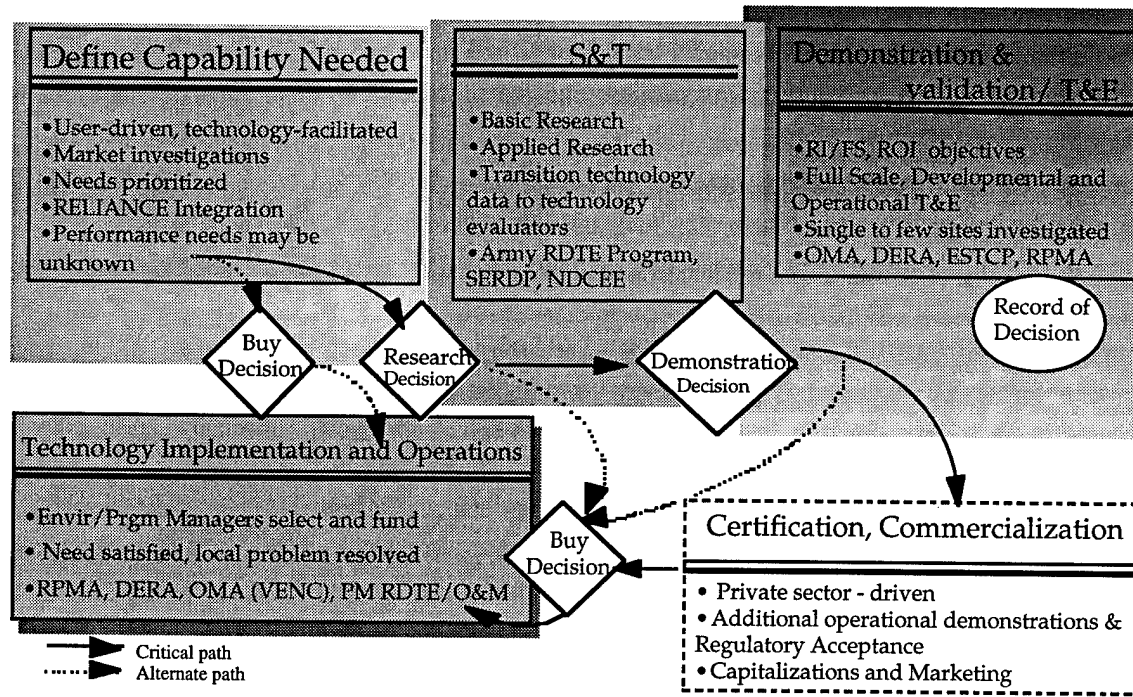 Define Capability Needed
•User-driven, technology-facilitated
•Market investigations
•Needs prioritized
•RELIANCE Integration
•Performance needs may be
unknown
S&T
•Basic Research
•Applied Research
•Transition technology
data to technology
evaluators
•Army RDTE Program,
SERDP, NDCEE
Demonstration &
validation/ T&E
•RI/FS, ROI objectives
•Full Scale, Developmental and
Operational T&E
•Single to few sites investigated
•OMA, DERA, ESTCP, RPMA
Record of
Decision
Buy
Decision
Research
Decision
Demonstration
Decision
Technology Implementation and Operations
•Envir/Prgm Managers select and fund
• Need satisfied, local problem resolved
•RPMA, DERA, OMA (VENC), PM RDTE/O&M
Buy
Decision
Certification, Commercialization
• Private sector - driven
• Additional operational demonstrations &
Regulatory Acceptance
•Capitalizations and Marketing
Critical path
Alternate path